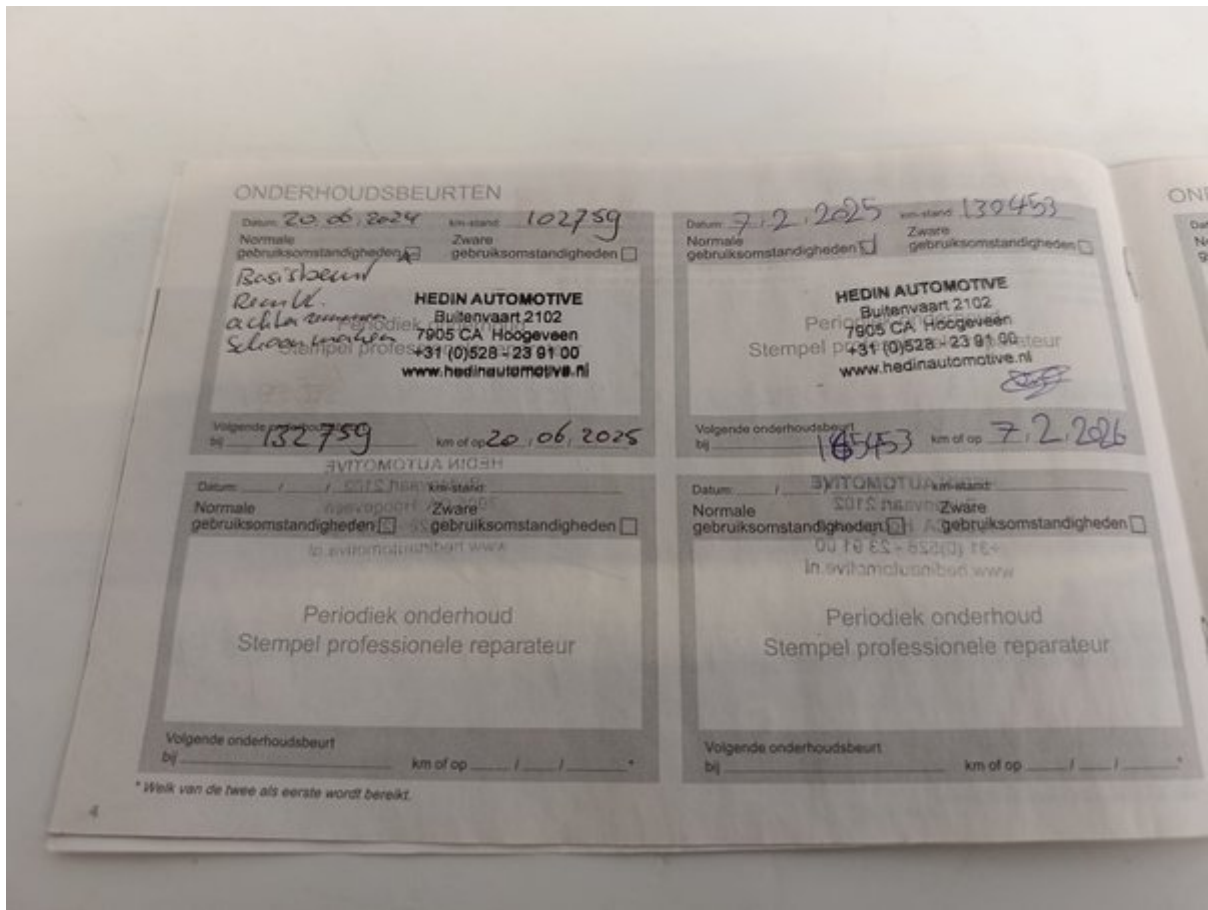 ONDERHOUDSBEURTEN
Datum: 20.06.2024 km-stand: 102759
Normale
gebruiksomstandigheden
Zware
gebruiksomstandigheden
Basisbeurt
achter
Schoonmaken
Periodiek onderhoud
Stempel professionele
HEDIN AUTOMOTIVE
Buitenvaart 2102
7905 CA Hoogeveen
+31 (0)528 - 23 91 00
www.hedinautomotive.nl
Volgende onderhoudsbeurt
bij 132759 km of op 20.06.2025
Datum: 7.2.2025 km-stand: 130453
Normale
gebruiksomstandigheden
Zware
gebruiksomstandigheden
HEDIN AUTOMOTIVE
Buitenvaart 2102
7905 CA Hoogeveen
+31 (0)528 - 23 91 00
www.hedinautomotive.nl
Volgende onderhoudsbeurt
bij km of op 7.2.2026
Datum: / / km-stand:
Normale
gebruiksomstandigheden
Zware
gebruiksomstandigheden
Periodiek onderhoud
Stempel professionele reparateur
Volgende onderhoudsbeurt
bij km of op / / *
Datum: / / km-stand:
Normale
gebruiksomstandigheden
Zware
gebruiksomstandigheden
Periodiek onderhoud
Stempel professionele reparateur
Volgende onderhoudsbeurt
bij km of op / / *
* Welk van de twee als eerste wordt bereikt.
4